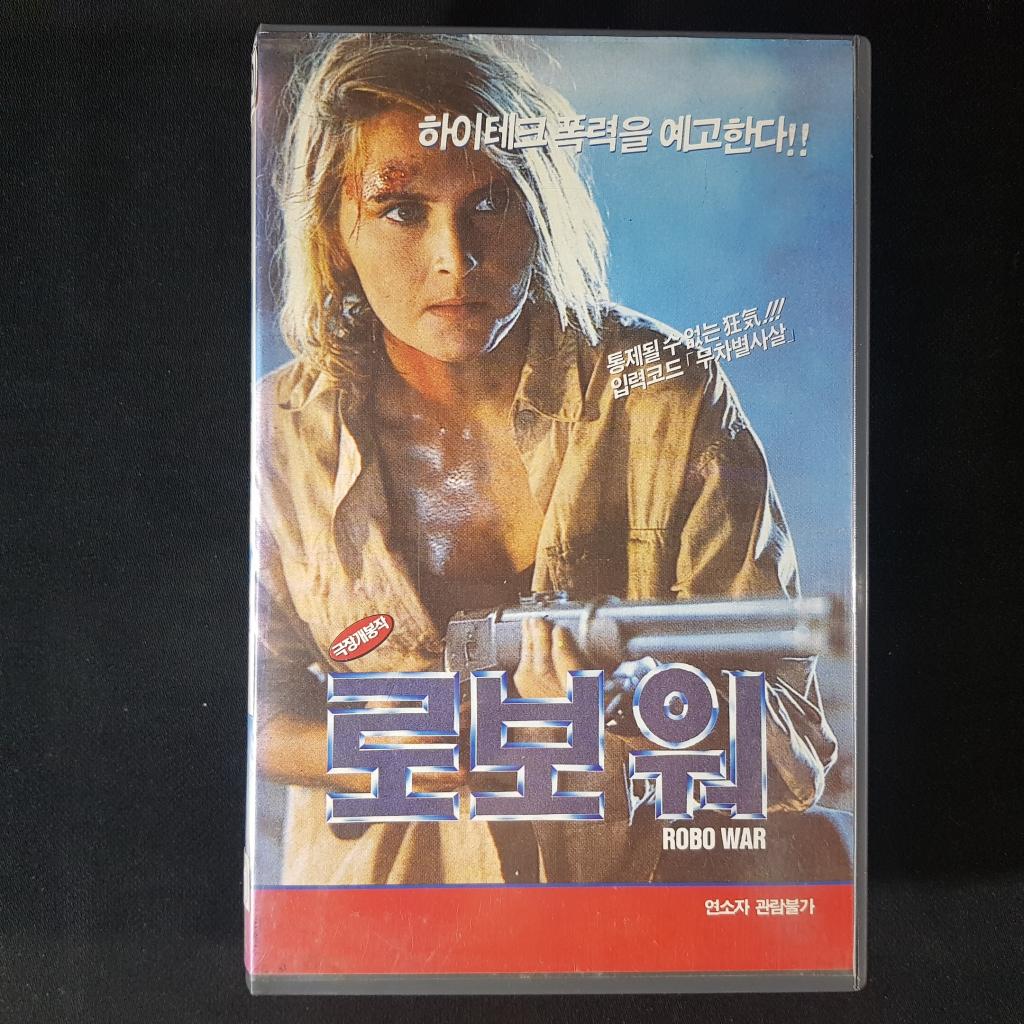 하이테크 폭력을 예고한다!!
통제될 수 없는 狂気!!!
입력코드 「무차별사살」
극장개봉작
로보워
ROBO WAR
연소자 관람불가